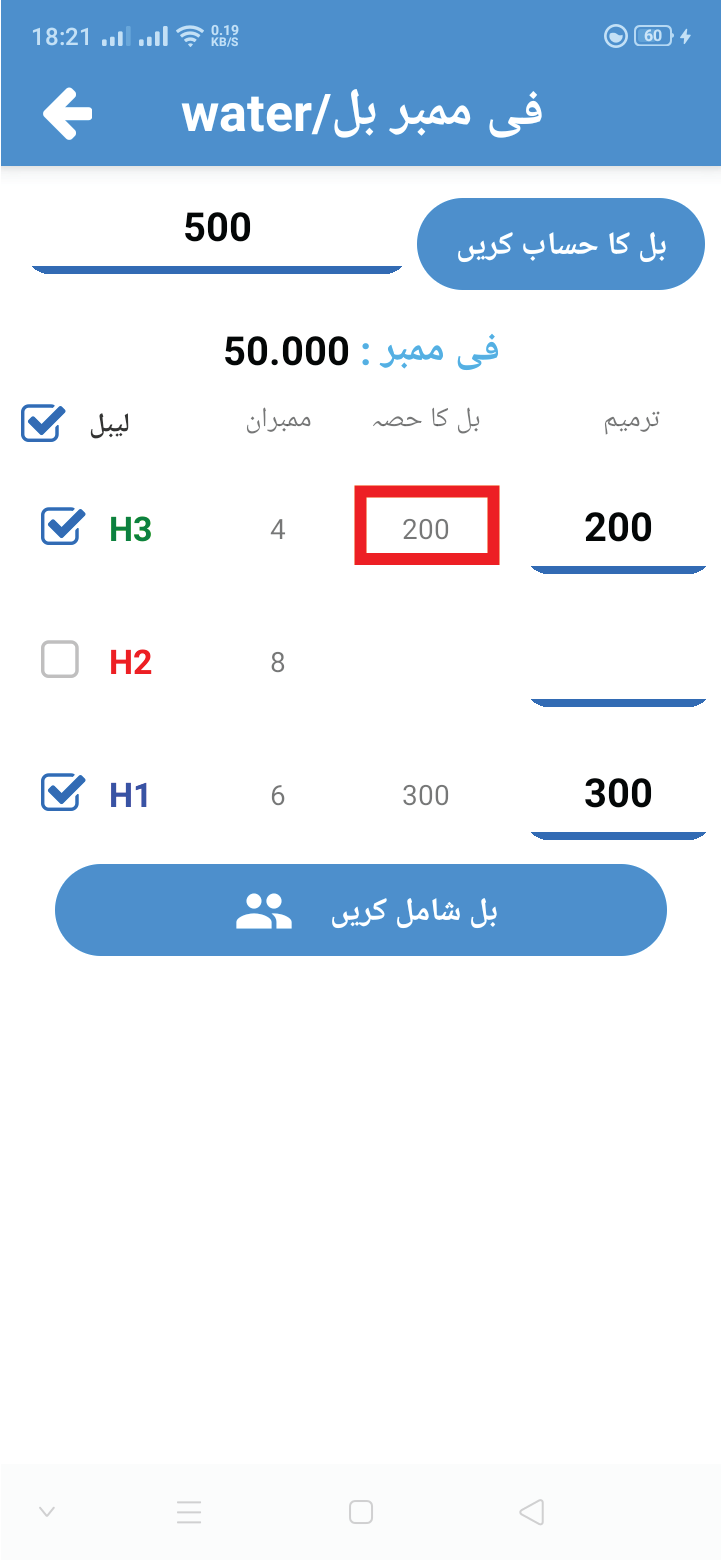 18:21 0.19 KB/S 60
فی ممبر بل/water
500
بل کا حساب کریں
فی ممبر : 50.000
لیبل ممبران بل کا حصہ ترمیم
H3 4 200 200
H2 8
H1 6 300 300
بل شامل کریں